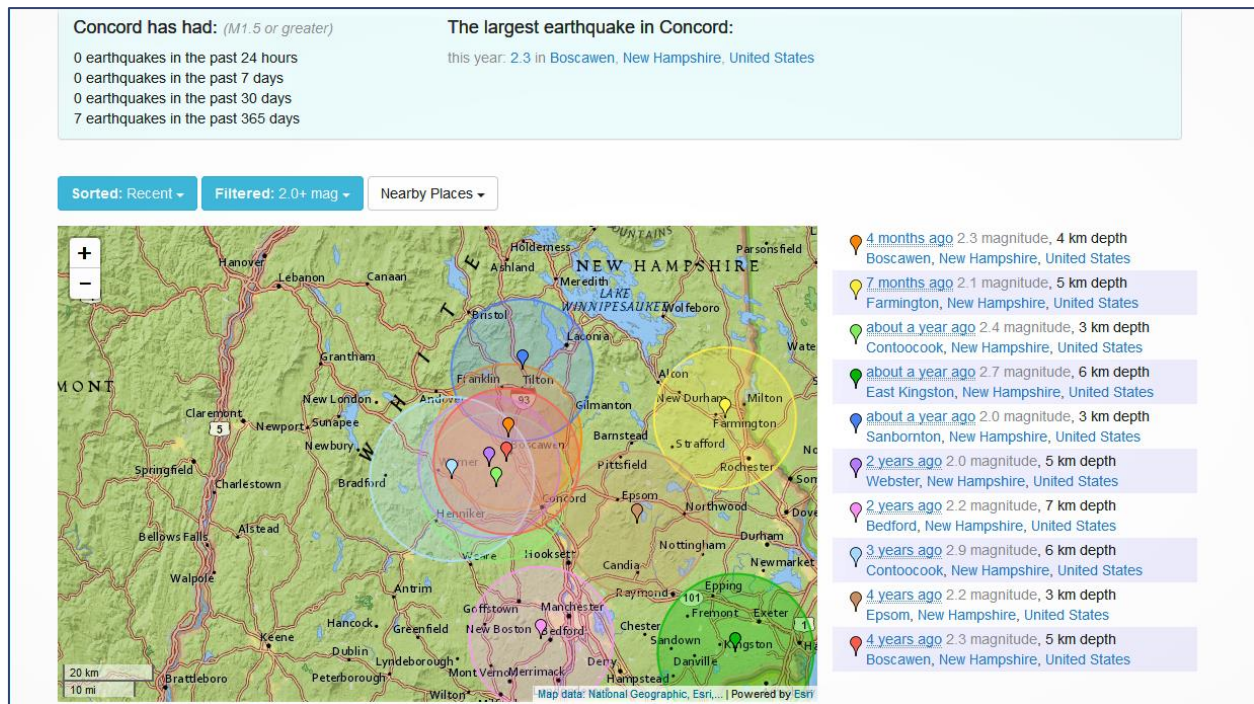 Concord has had: (M1.5 or greater)
0 earthquakes in the past 24 hours
0 earthquakes in the past 7 days
0 earthquakes in the past 30 days
7 earthquakes in the past 365 days
The largest earthquake in Concord:
this year: 2.3 in Boscawen, New Hampshire, United States
Sorted: Recent
Filtered: 2.0+ mag
Nearby Places
+
−
Hanover
Lebanon
Canaan
Holderness
Ashland
NEW HAMPSHIRE
Parsonsfield
Meredith
LAKE
WINNIPESAUKEE
Wolfeboro
Bristol
Laconia
WHITE
Grantham
MONT
Franklin
Tilton
93
Gilmanton
Alton
New Durham
Milton
Farmington
New London
Claremont
5
Newport
Sunapee
Newbury
Barnstead
Strafford
Springfield
Charlestown
Bradford
Warner
Boscawen
Pittsfield
Rochester
Concord
Epsom
Northwood
Henniker
Alstead
Bellows Falls
Weare
Hooksett
Nottingham
Durham
Walpole
Candia
Newmarket
Antrim
Raymond
101
Epping
Goffstown
Manchester
Fremont
Exeter
1
Hancock
Greenfield
New Boston
Bedford
Chester
Sandown
Kingston
Keene
Dublin
Lyndeborough
Derry
Danville
Peterborough
Mont Vernon
Merrimack
Hampstead
Brattleboro
Wilton
20 km
10 mi
Map data: National Geographic, Esri,... | Powered by Esri
4 months ago 2.3 magnitude, 4 km depth
Boscawen, New Hampshire, United States
7 months ago 2.1 magnitude, 5 km depth
Farmington, New Hampshire, United States
about a year ago 2.4 magnitude, 3 km depth
Contoocook, New Hampshire, United States
about a year ago 2.7 magnitude, 6 km depth
East Kingston, New Hampshire, United States
about a year ago 2.0 magnitude, 3 km depth
Sanbornton, New Hampshire, United States
2 years ago 2.0 magnitude, 5 km depth
Webster, New Hampshire, United States
2 years ago 2.2 magnitude, 7 km depth
Bedford, New Hampshire, United States
3 years ago 2.9 magnitude, 6 km depth
Contoocook, New Hampshire, United States
4 years ago 2.2 magnitude, 3 km depth
Epsom, New Hampshire, United States
4 years ago 2.3 magnitude, 5 km depth
Boscawen, New Hampshire, United States